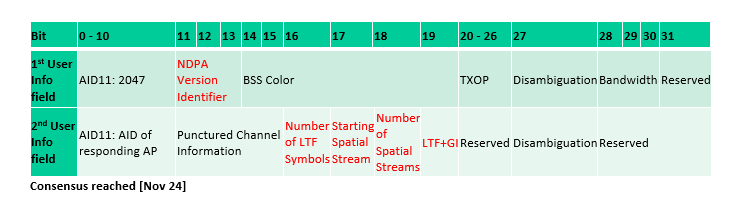 Bit 0 - 10 11 12 13 14 15 16 17 18 19 20 - 26 27 28 29 30 31
1st User Info field AID11: 2047 NDPA Version Identifier BSS Color TXOP Disambiguation Bandwidth Reserved
2nd User Info field AID11: AID of responding AP Punctured Channel Information Number of LTF Symbols Starting Spatial Stream Number of Spatial Streams LTF+GI Reserved Disambiguation Reserved
Consensus reached [Nov 24]